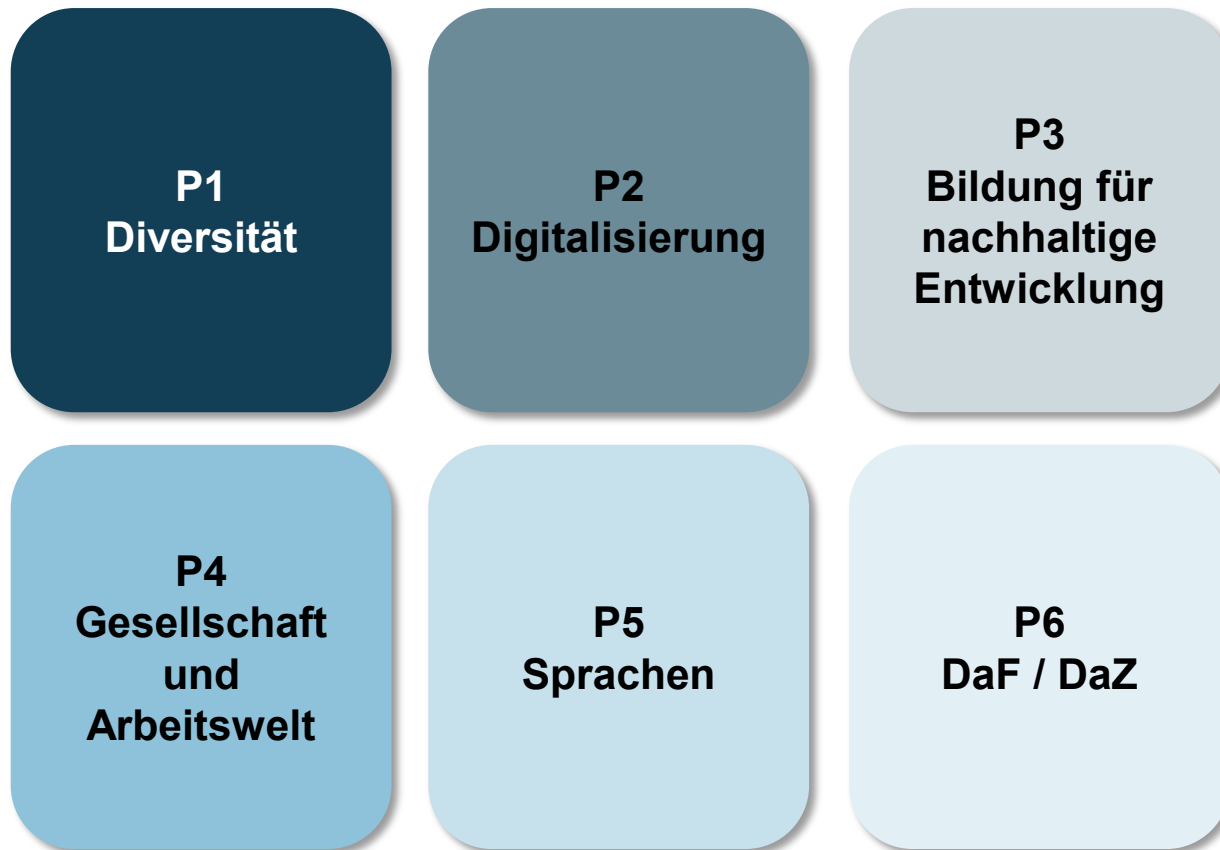 P1
Diversität
P2
Digitalisierung
P3
Bildung für
nachhaltige
Entwicklung
P4
Gesellschaft
und
Arbeitswelt
P5
Sprachen
P6
DaF / DaZ